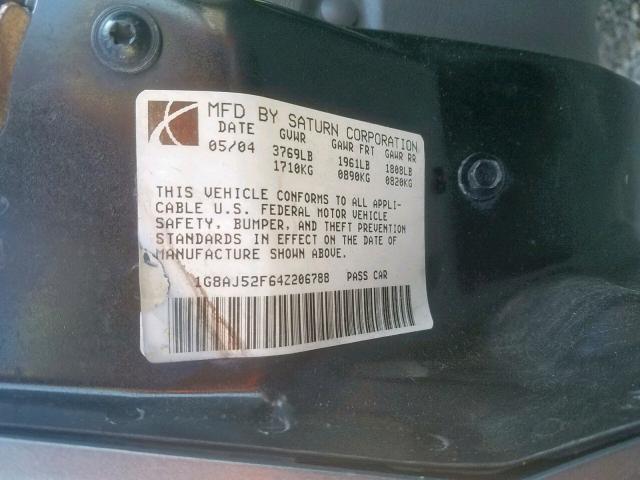 MFD BY SATURN CORPORATION
DATE GVWR GAWR FRT GAWR RR
05/04 3769LB 1961LB 1808LB
1710KG 0890KG 0820KG
THIS VEHICLE CONFORMS TO ALL APPLI-
CABLE U.S. FEDERAL MOTOR VEHICLE
SAFETY, BUMPER, AND THEFT PREVENTION
STANDARDS IN EFFECT ON THE DATE OF
MANUFACTURE SHOWN ABOVE.
1G8AJ52F64Z206788 PASS CAR